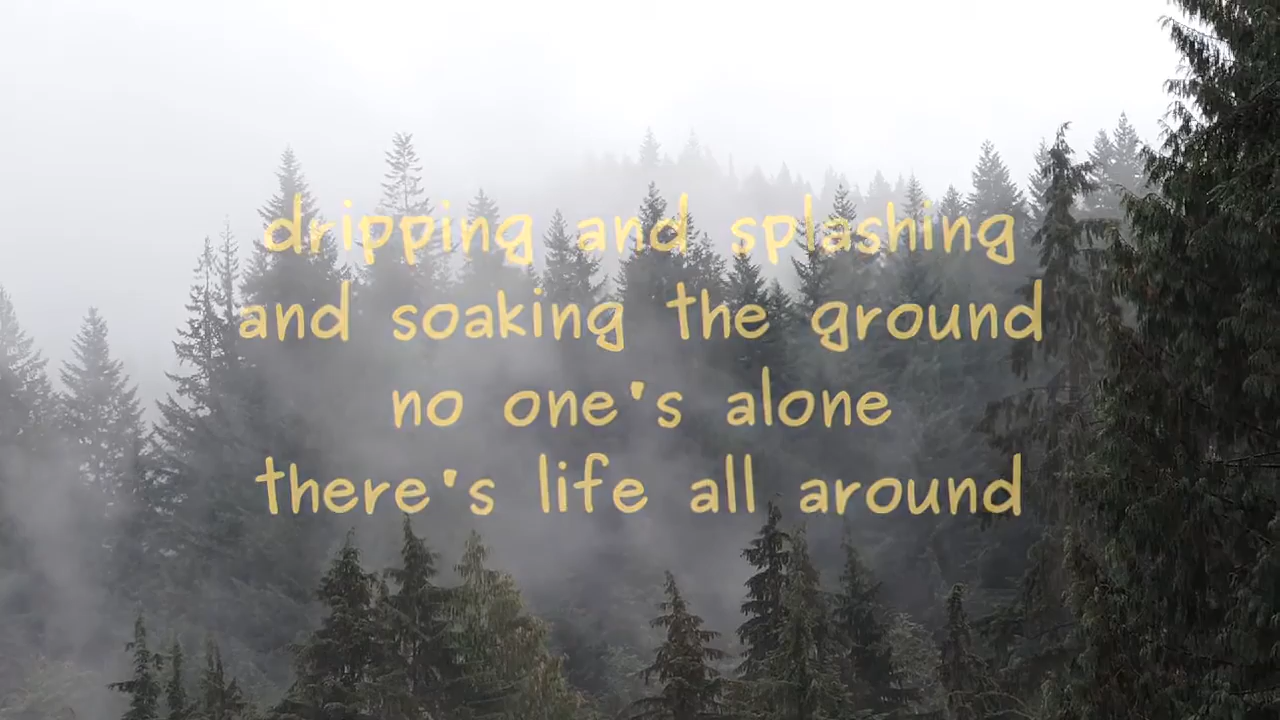 dripping and splashing
and soaking the ground
no one's alone
there's life all around